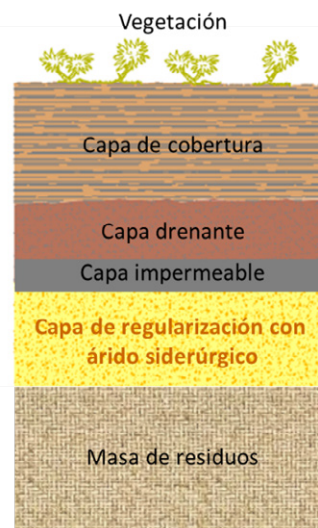 Vegetación
Capa de cobertura
Capa drenante
Capa impermeable
Capa de regularización con
árido siderúrgico
Masa de residuos